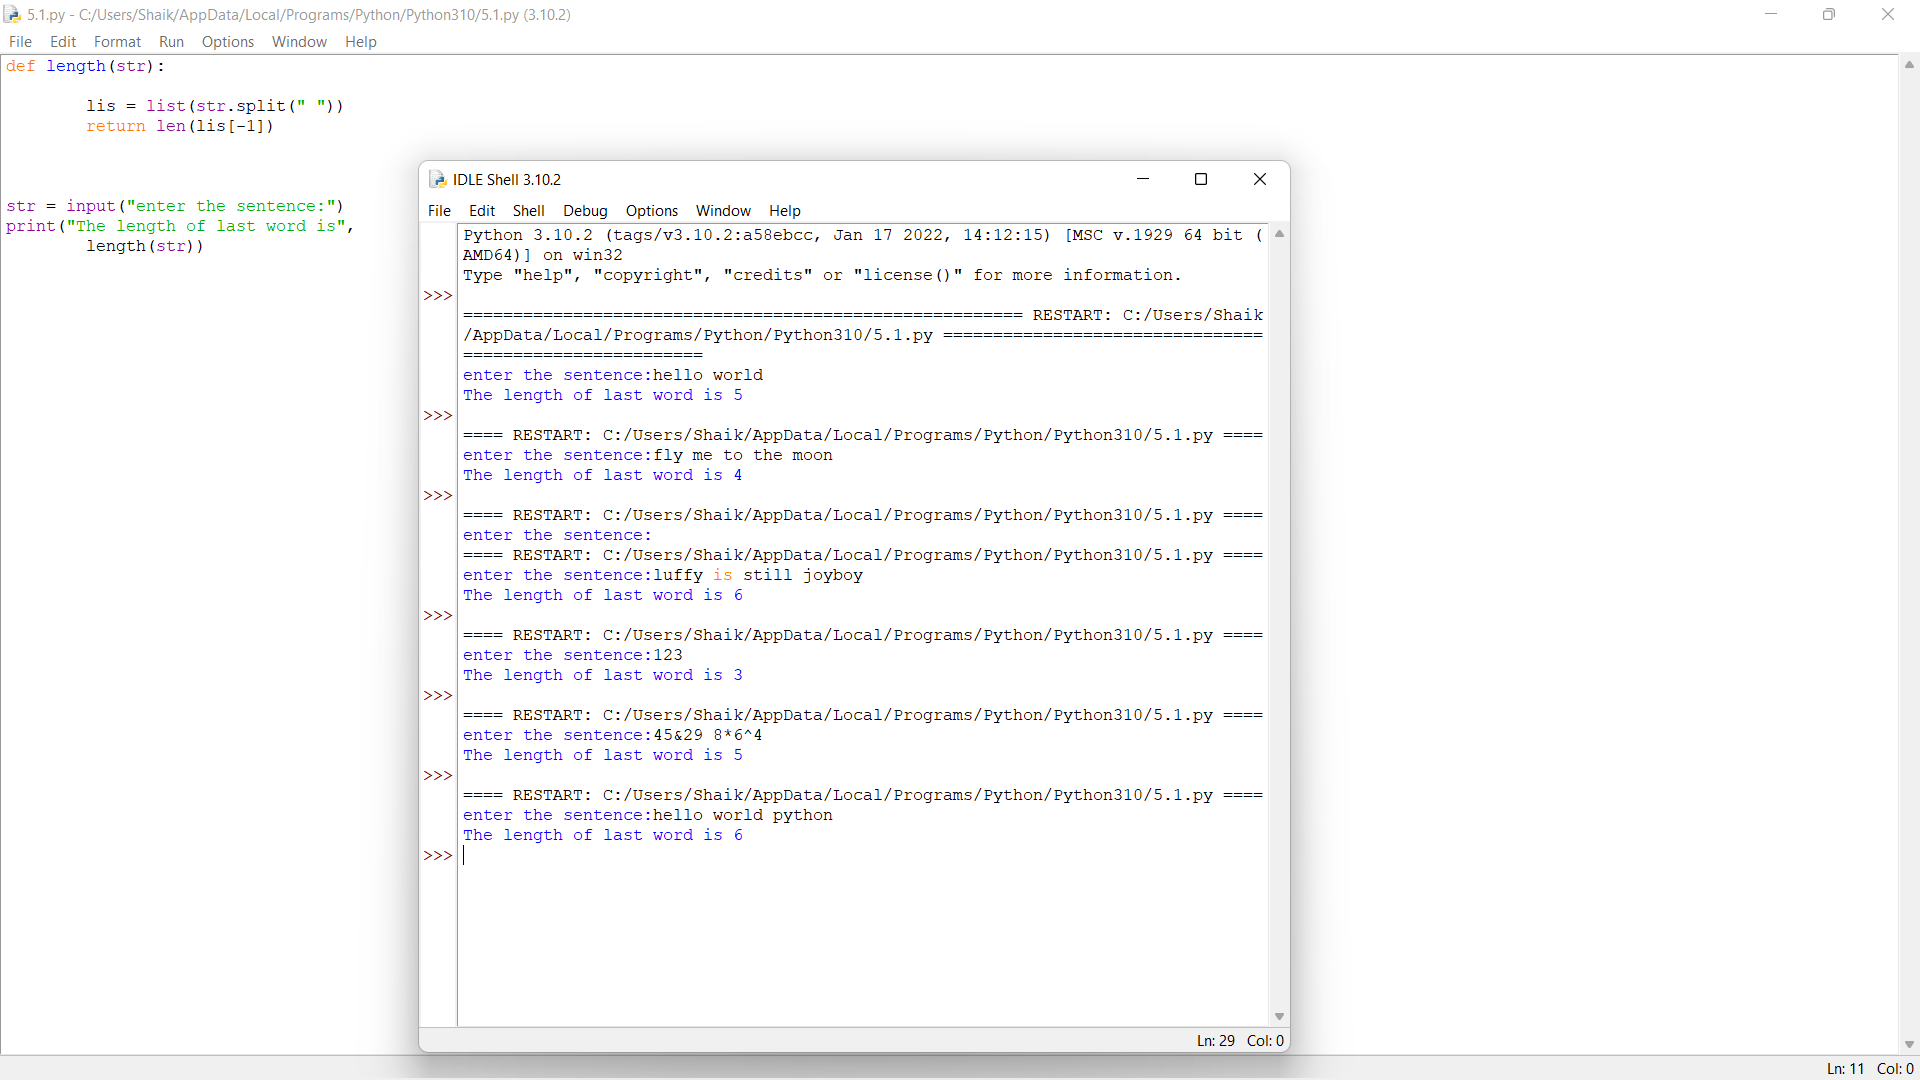 5.1.py - C:/Users/Shaik/AppData/Local/Programs/Python/Python310/5.1.py (3.10.2)
File Edit Format Run Options Window Help
def length(str):
lis = list(str.split(" "))
return len(lis[-1])
str = input("enter the sentence:")
print("The length of last word is",
length(str))
IDLE Shell 3.10.2
File Edit Shell Debug Options Window Help
Python 3.10.2 (tags/v3.10.2:a58ebcc, Jan 17 2022, 14:12:15) [MSC v.1929 64 bit (
AMD64)] on win32
Type "help", "copyright", "credits" or "license()" for more information.
>>>
======================================================== RESTART: C:/Users/Shaik
/AppData/Local/Programs/Python/Python310/5.1.py ================================
========================
enter the sentence:hello world
The length of last word is 5
>>>
==== RESTART: C:/Users/Shaik/AppData/Local/Programs/Python/Python310/5.1.py ====
enter the sentence:fly me to the moon
The length of last word is 4
>>>
==== RESTART: C:/Users/Shaik/AppData/Local/Programs/Python/Python310/5.1.py ====
enter the sentence:
==== RESTART: C:/Users/Shaik/AppData/Local/Programs/Python/Python310/5.1.py ====
enter the sentence:luffy is still joyboy
The length of last word is 6
>>>
==== RESTART: C:/Users/Shaik/AppData/Local/Programs/Python/Python310/5.1.py ====
enter the sentence:123
The length of last word is 3
>>>
==== RESTART: C:/Users/Shaik/AppData/Local/Programs/Python/Python310/5.1.py ====
enter the sentence:45&29 8*6^4
The length of last word is 5
>>>
==== RESTART: C:/Users/Shaik/AppData/Local/Programs/Python/Python310/5.1.py ====
enter the sentence:hello world python
The length of last word is 6
>>>
Ln: 29 Col: 0
Ln: 11 Col: 0